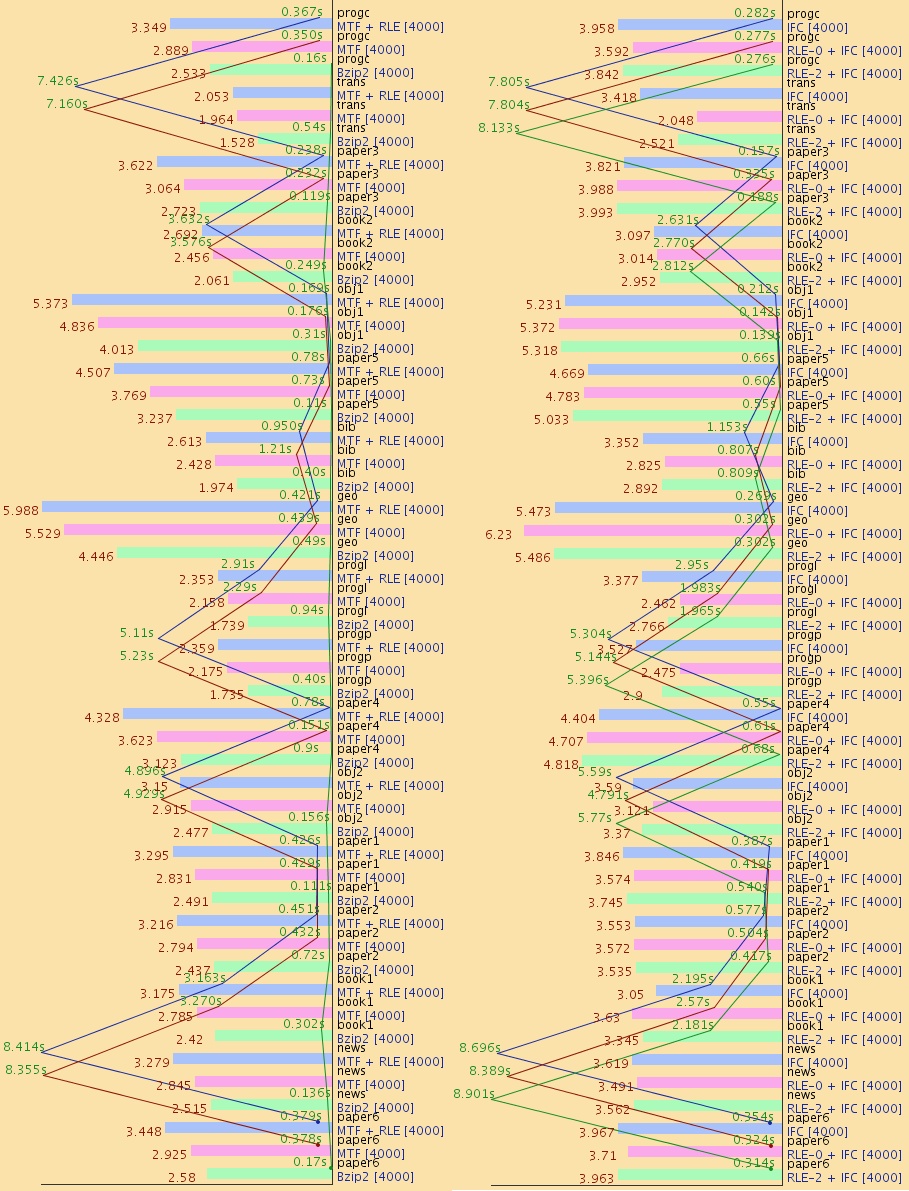 0.367s progc
3.349 MTF + RLE [4000]
0.350s progc
2.889 MTF [4000]
0.16s progc
2.533 Bzip2 [4000]
7.426s trans
2.053 MTF + RLE [4000]
7.160s trans
1.964 MTF [4000]
0.54s trans
1.528 Bzip2 [4000]
0.238s paper3
3.622 MTF + RLE [4000]
0.232s paper3
3.064 MTF [4000]
0.119s paper3
2.723 Bzip2 [4000]
3.632s book2
2.692 MTF + RLE [4000]
3.576s book2
2.456 MTF [4000]
0.249s book2
2.061 Bzip2 [4000]
0.169s obj1
5.373 MTF + RLE [4000]
0.176s obj1
4.836 MTF [4000]
0.31s obj1
4.013 Bzip2 [4000]
0.78s paper5
4.507 MTF + RLE [4000]
0.73s paper5
3.769 MTF [4000]
0.11s paper5
3.237 Bzip2 [4000]
0.950s bib
2.613 MTF + RLE [4000]
1.21s bib
2.428 MTF [4000]
0.40s bib
1.974 Bzip2 [4000]
0.421s geo
5.988 MTF + RLE [4000]
0.439s geo
5.529 MTF [4000]
0.49s geo
4.446 Bzip2 [4000]
2.91s progl
2.353 MTF + RLE [4000]
2.29s progl
2.158 MTF [4000]
0.94s progl
1.739 Bzip2 [4000]
5.11s progp
2.359 MTF + RLE [4000]
5.23s progp
2.175 MTF [4000]
0.40s progp
1.735 Bzip2 [4000]
0.78s paper4
4.328 MTF + RLE [4000]
0.151s paper4
3.623 MTF [4000]
0.9s paper4
3.123 Bzip2 [4000]
4.896s obj2
3.15 MTF + RLE [4000]
4.929s obj2
2.915 MTF [4000]
0.156s obj2
2.477 Bzip2 [4000]
0.426s paper1
3.295 MTF + RLE [4000]
0.429s paper1
2.831 MTF [4000]
0.111s paper1
2.491 Bzip2 [4000]
0.451s paper2
3.216 MTF + RLE [4000]
0.432s paper2
2.794 MTF [4000]
0.72s paper2
2.437 Bzip2 [4000]
3.163s book1
3.175 MTF + RLE [4000]
3.270s book1
2.785 MTF [4000]
0.302s book1
2.42 Bzip2 [4000]
8.414s news
3.279 MTF + RLE [4000]
8.355s news
2.845 MTF [4000]
0.136s news
2.515 Bzip2 [4000]
0.379s paper6
3.448 MTF + RLE [4000]
0.378s paper6
2.925 MTF [4000]
0.17s paper6
2.58 Bzip2 [4000]
0.282s progc
3.958 IFC [4000]
0.277s progc
3.592 RLE-0 + IFC [4000]
0.276s progc
3.842 RLE-2 + IFC [4000]
7.805s trans
3.418 IFC [4000]
7.804s trans
2.048 RLE-0 + IFC [4000]
8.133s trans
2.521 RLE-2 + IFC [4000]
0.157s paper3
3.821 IFC [4000]
0.335s paper3
3.988 RLE-0 + IFC [4000]
0.188s paper3
3.993 RLE-2 + IFC [4000]
2.631s book2
3.097 IFC [4000]
2.770s book2
3.014 RLE-0 + IFC [4000]
2.812s book2
2.952 RLE-2 + IFC [4000]
0.212s obj1
5.231 IFC [4000]
0.142s obj1
5.372 RLE-0 + IFC [4000]
0.139s obj1
5.318 RLE-2 + IFC [4000]
0.66s paper5
4.669 IFC [4000]
0.60s paper5
4.783 RLE-0 + IFC [4000]
0.55s paper5
5.033 RLE-2 + IFC [4000]
1.153s bib
3.352 IFC [4000]
0.807s bib
2.825 RLE-0 + IFC [4000]
0.809s bib
2.892 RLE-2 + IFC [4000]
0.269s geo
5.473 IFC [4000]
0.302s geo
6.23 RLE-0 + IFC [4000]
0.302s geo
5.486 RLE-2 + IFC [4000]
2.95s progl
3.377 IFC [4000]
1.983s progl
2.462 RLE-0 + IFC [4000]
1.965s progl
2.766 RLE-2 + IFC [4000]
5.304s progp
3.527 IFC [4000]
5.144s progp
2.475 RLE-0 + IFC [4000]
5.396s progp
2.9 RLE-2 + IFC [4000]
0.55s paper4
4.404 IFC [4000]
0.61s paper4
4.707 RLE-0 + IFC [4000]
0.68s paper4
4.818 RLE-2 + IFC [4000]
5.59s obj2
3.59 IFC [4000]
4.791s obj2
3.121 RLE-0 + IFC [4000]
5.77s obj2
3.37 RLE-2 + IFC [4000]
0.387s paper1
3.846 IFC [4000]
0.419s paper1
3.574 RLE-0 + IFC [4000]
0.540s paper1
3.745 RLE-2 + IFC [4000]
0.577s paper2
3.553 IFC [4000]
0.504s paper2
3.572 RLE-0 + IFC [4000]
0.417s paper2
3.535 RLE-2 + IFC [4000]
2.195s book1
3.05 IFC [4000]
2.57s book1
3.63 RLE-0 + IFC [4000]
2.181s book1
3.345 RLE-2 + IFC [4000]
8.696s news
3.619 IFC [4000]
8.389s news
3.491 RLE-0 + IFC [4000]
8.901s news
3.562 RLE-2 + IFC [4000]
0.354s paper6
3.967 IFC [4000]
0.324s paper6
3.71 RLE-0 + IFC [4000]
0.314s paper6
3.963 RLE-2 + IFC [4000]